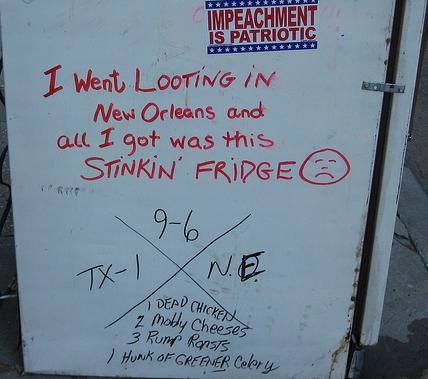 IMPEACHMENT
IS PATRIOTIC
I Went LOOTING IN
New Orleans and
all I got was this
STINKIN' FRIDGE
9-6
TX-1 N.E.
1 DEAD CHICKEN
2 Moldy Cheeses
3 Rump Roasts
1 HUNK OF GREENER Celery